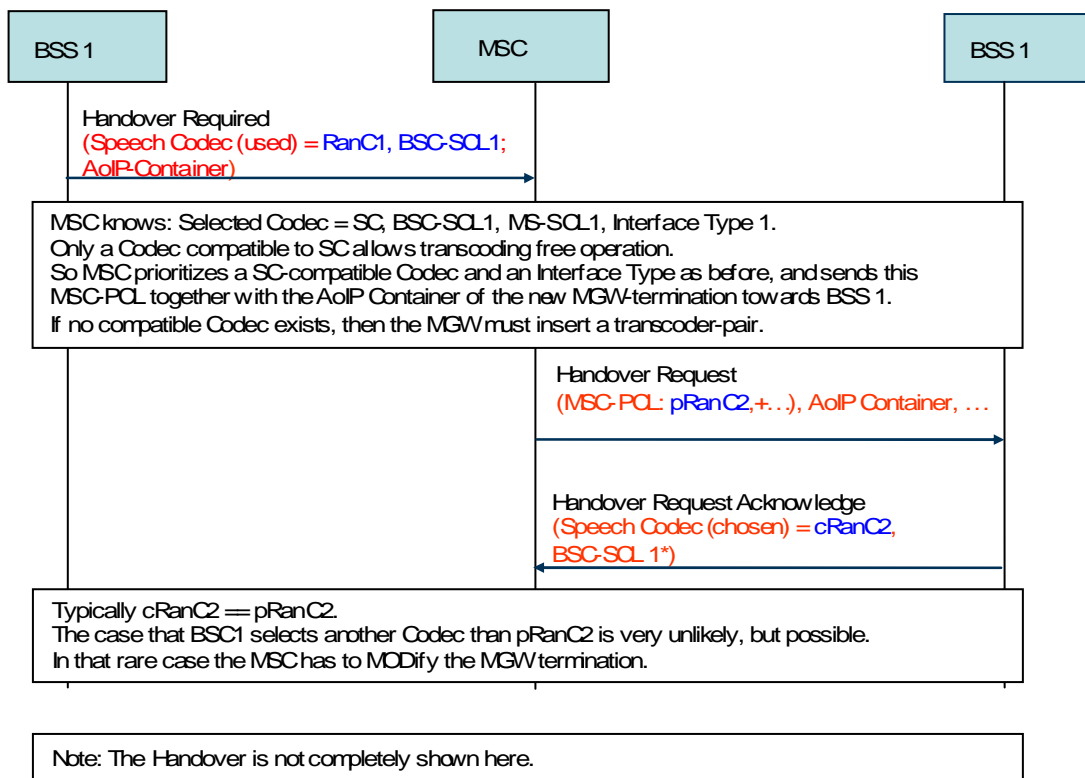 BSS 1
MSC
BSS 1
Handover Required
(Speech Codec (used) = RanC1, BSC-SCL1;
AoIP-Container)
MSC knows: Selected Codec = SC, BSC-SCL1, MS-SCL1, Interface Type 1.
Only a Codec compatible to SC allows transcoding free operation.
So MSC prioritizes a SC-compatible Codec and an Interface Type as before, and sends this
MSC-PCL together with the AoIP Container of the new MGW-termination towards BSS 1.
If no compatible Codec exists, then the MGW must insert a transcoder-pair.
Handover Request
(MSC- PCL: pRanC2,+…), AoIP Container, …
Handover Request Acknowledge
(Speech Codec (chosen) = cRanC2,
BSC-SCL 1*)
Typically cRanC2 == pRanC2.
The case that BSC1 selects another Codec than pRanC2 is very unlikely, but possible.
In that rare case the MSC has to MODify the MGW termination.
Note: The Handover is not completely shown here.